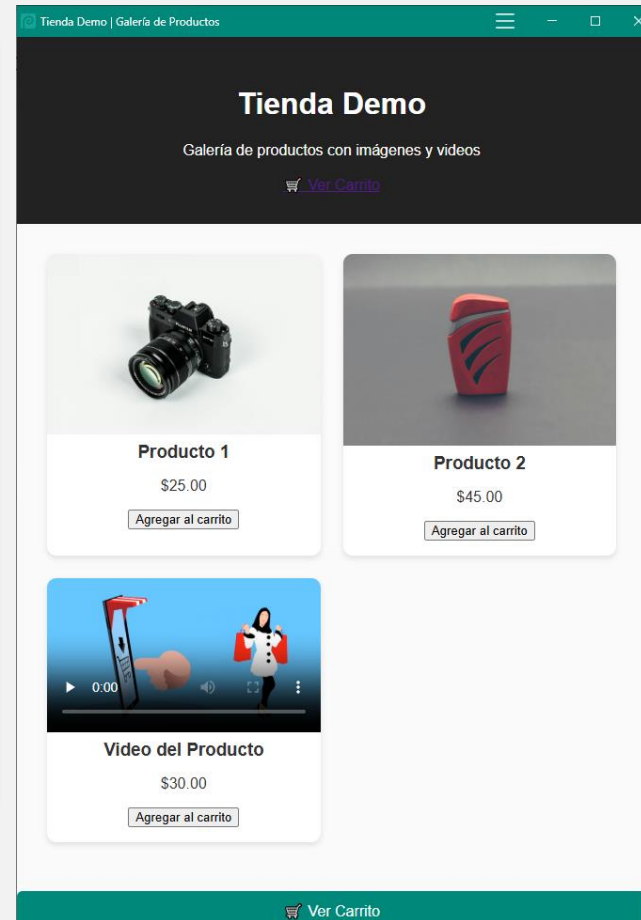 Tienda Demo | Galería de Productos
Tienda Demo
Galería de productos con imágenes y videos
🛒 Ver Carrito
Producto 1
$25.00
Agregar al carrito
Producto 2
$45.00
Agregar al carrito
0:00
Video del Producto
$30.00
Agregar al carrito
🛒 Ver Carrito